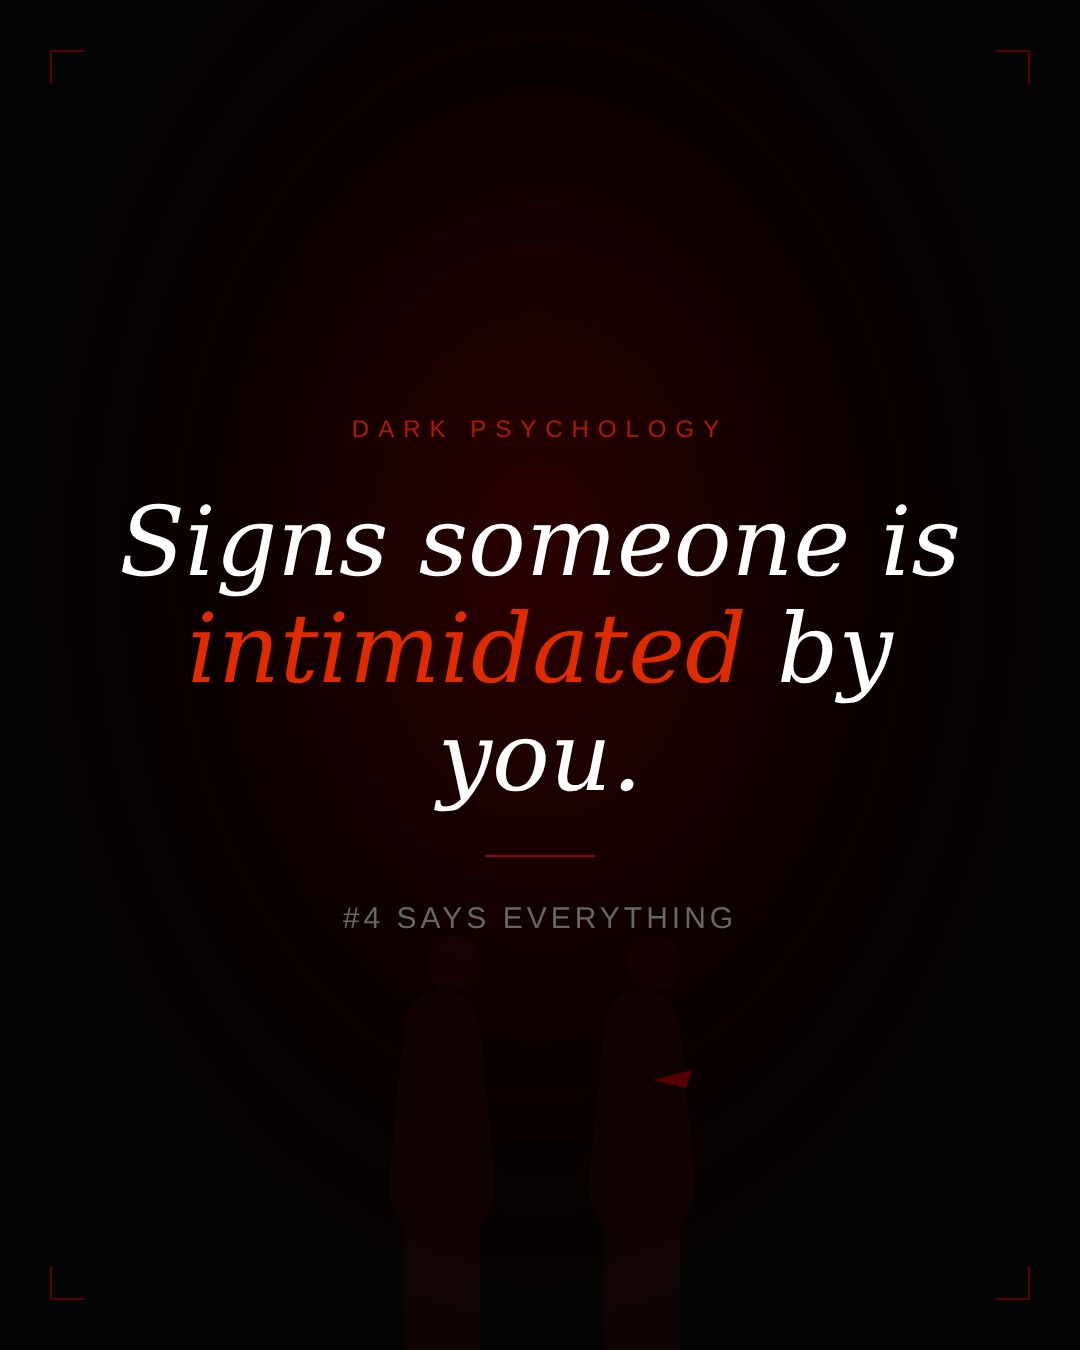 DARK PSYCHOLOGY
Signs someone is
intimidated by
you.
#4 SAYS EVERYTHING